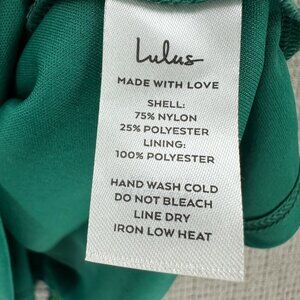 Lulus
MADE WITH LOVE
SHELL:
75% NYLON
25% POLYESTER
LINING:
100% POLYESTER
HAND WASH COLD
DO NOT BLEACH
LINE DRY
IRON LOW HEAT